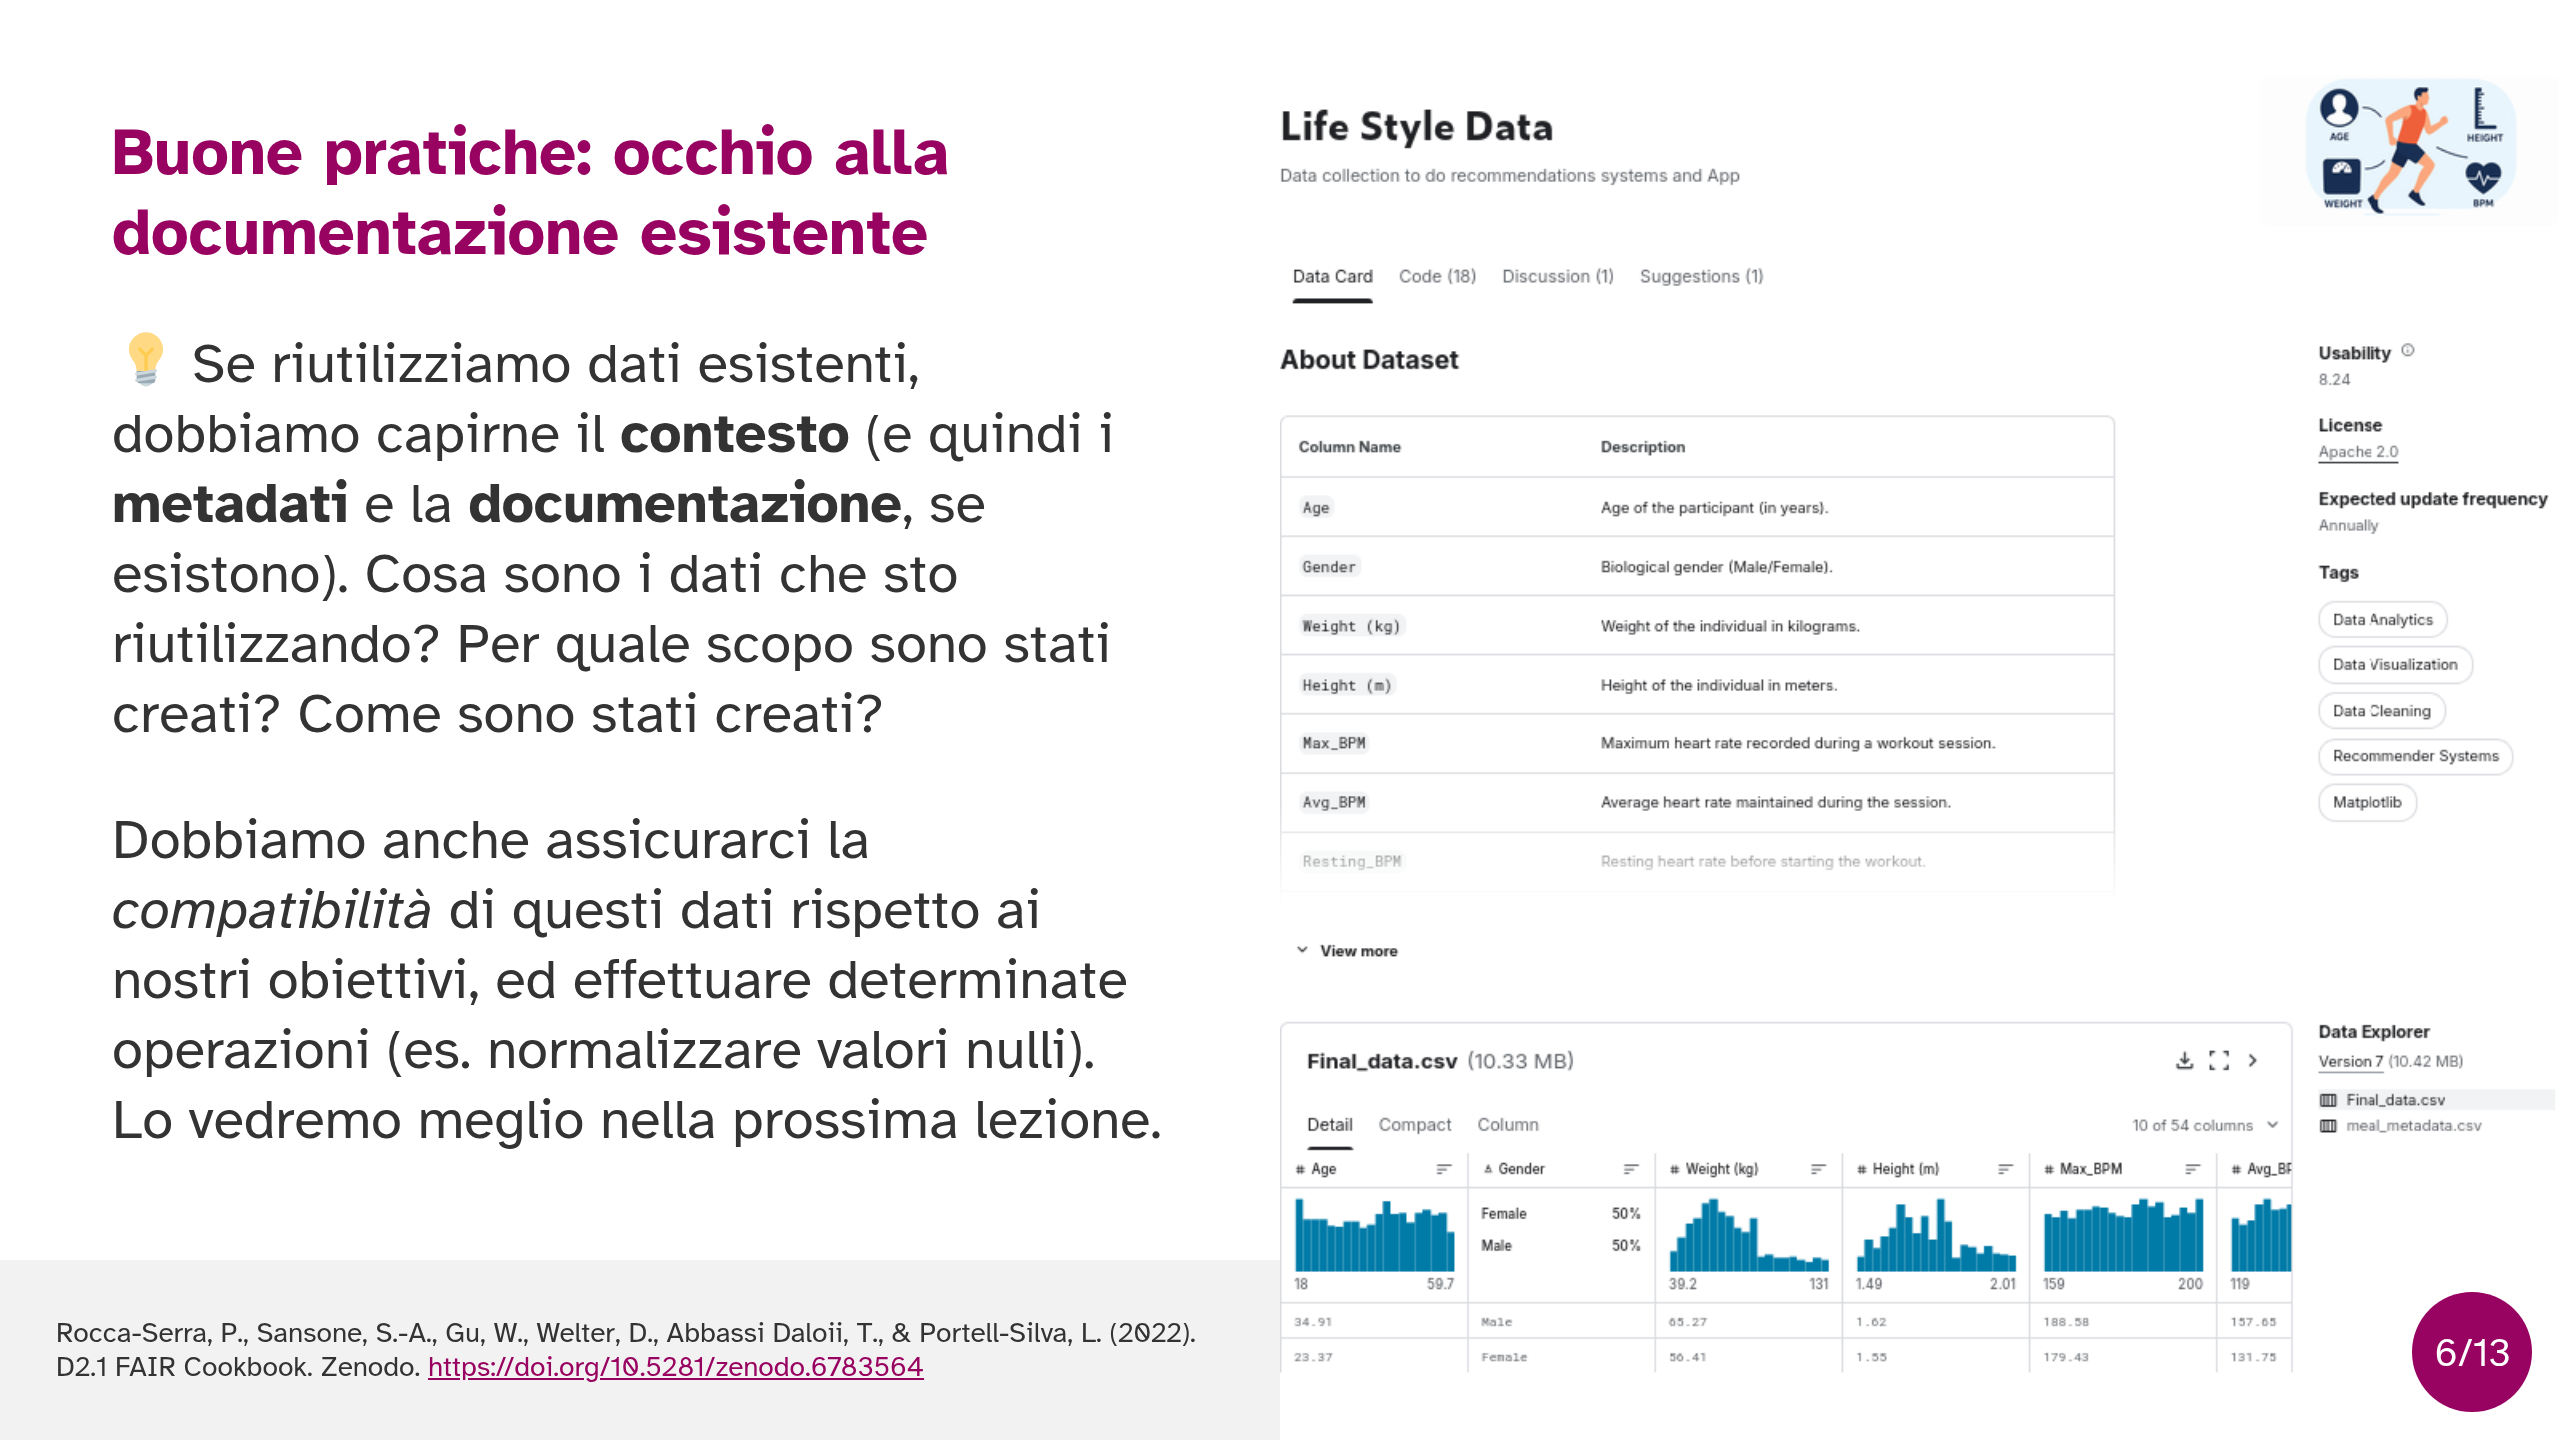 Buone pratiche: occhio alla
documentazione esistente
Se riutilizziamo dati esistenti,
dobbiamo capirne il contesto (e quindi i
metadati e la documentazione, se
esistono). Cosa sono i dati che sto
riutilizzando? Per quale scopo sono stati
creati? Come sono stati creati?
Dobbiamo anche assicurarci la
compatibilità di questi dati rispetto ai
nostri obiettivi, ed effettuare determinate
operazioni (es. normalizzare valori nulli).
Lo vedremo meglio nella prossima lezione.
Rocca-Serra, P., Sansone, S.-A., Gu, W., Welter, D., Abbassi Daloii, T., & Portell-Silva, L. (2022).
D2.1 FAIR Cookbook. Zenodo. https://doi.org/10.5281/zenodo.6783564
Life Style Data
Data collection to do recommendations systems and App
AGE
HEIGHT
WEIGHT
BPM
Data Card Code (18) Discussion (1) Suggestions (1)
About Dataset
Column Name Description
Age Age of the participant (in years).
Gender Biological gender (Male/Female).
Weight (kg) Weight of the individual in kilograms.
Height (m) Height of the individual in meters.
Max_BPM Maximum heart rate recorded during a workout session.
Avg_BPM Average heart rate maintained during the session.
Resting_BPM Resting heart rate before starting the workout.
View more
Usability
8.24
License
Apache 2.0
Expected update frequency
Annually
Tags
Data Analytics
Data Visualization
Data Cleaning
Recommender Systems
Matplotlib
Final_data.csv (10.33 MB)
Detail Compact Column 10 of 54 columns
# Age Gender # Weight (kg) # Height (m) # Max_BPM # Avg_BP
Female 50%
Male 50%
18 59.7 39.2 131 1.49 2.01 159 200 119
34.91 Male 65.27 1.62 188.58 157.65
23.37 Female 56.41 1.55 179.43 131.75
Data Explorer
Version 7 (10.42 MB)
Final_data.csv
meal_metadata.csv
6/13